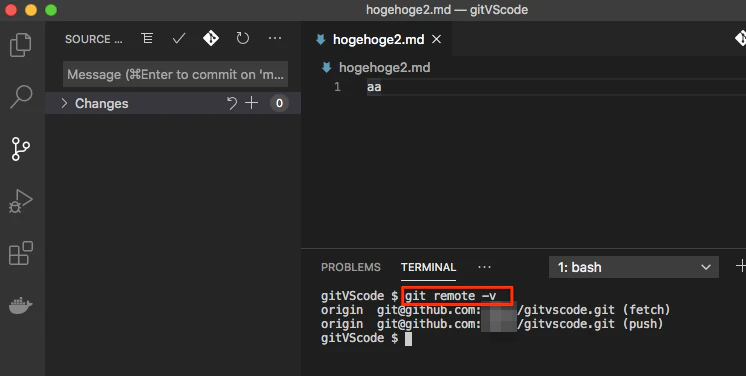 hogehoge2.md — gitVScode
SOURCE ...
hogehoge2.md
Message (⌘Enter to commit on 'm...
hogehoge2.md
1 aa
Changes 0
PROBLEMS TERMINAL ... 1: bash
gitVScode $ git remote -v
origin git@github.com: /gitvscode.git (fetch)
origin git@github.com: /gitvscode.git (push)
gitVScode $